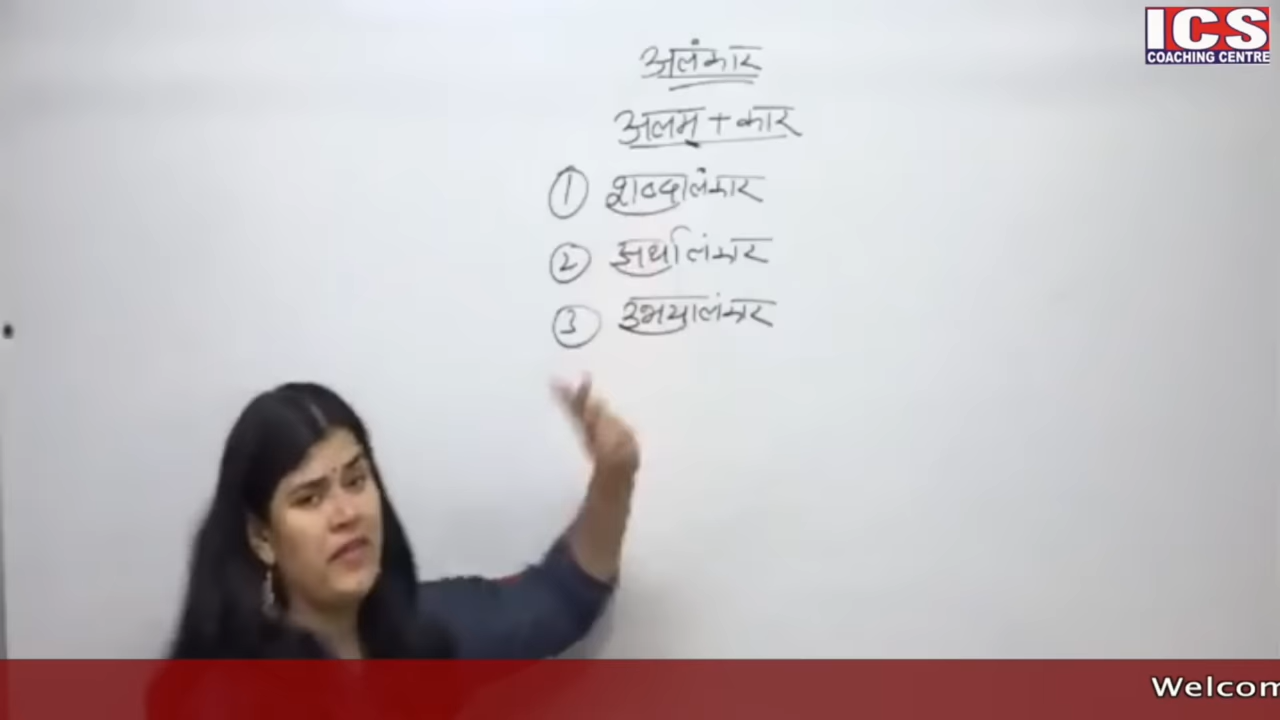 ICS
COACHING CENTRE
अलंकार
अलम् + कार
① शब्दालंकार
② अर्थालंकार
③ उभयालंकार
Welcom